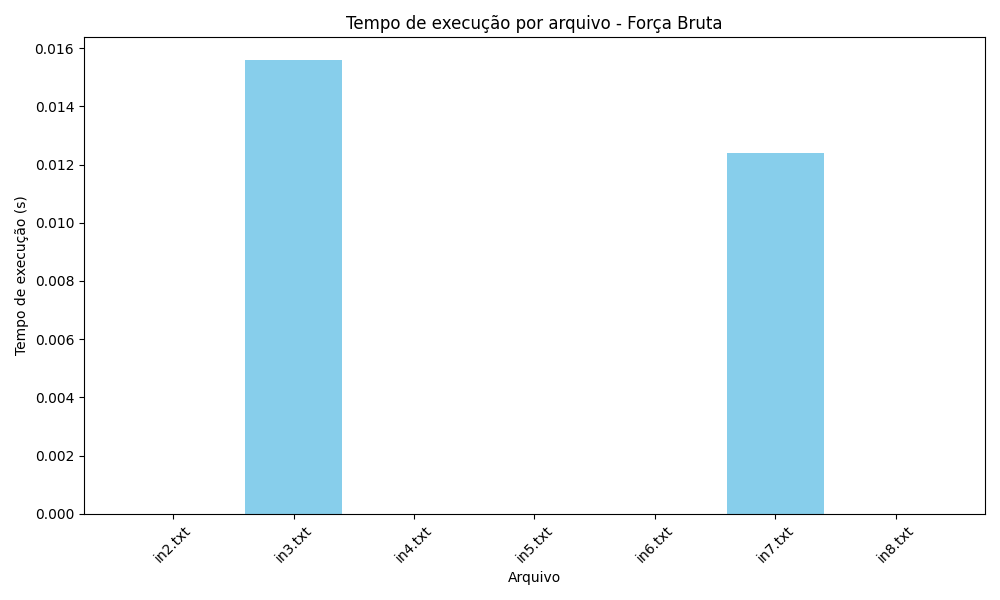 Tempo de execução por arquivo - Força Bruta
Tempo de execução (s)
0.016
0.014
0.012
0.010
0.008
0.006
0.004
0.002
0.000
in2.txt
in3.txt
in4.txt
in5.txt
in6.txt
in7.txt
in8.txt
Arquivo